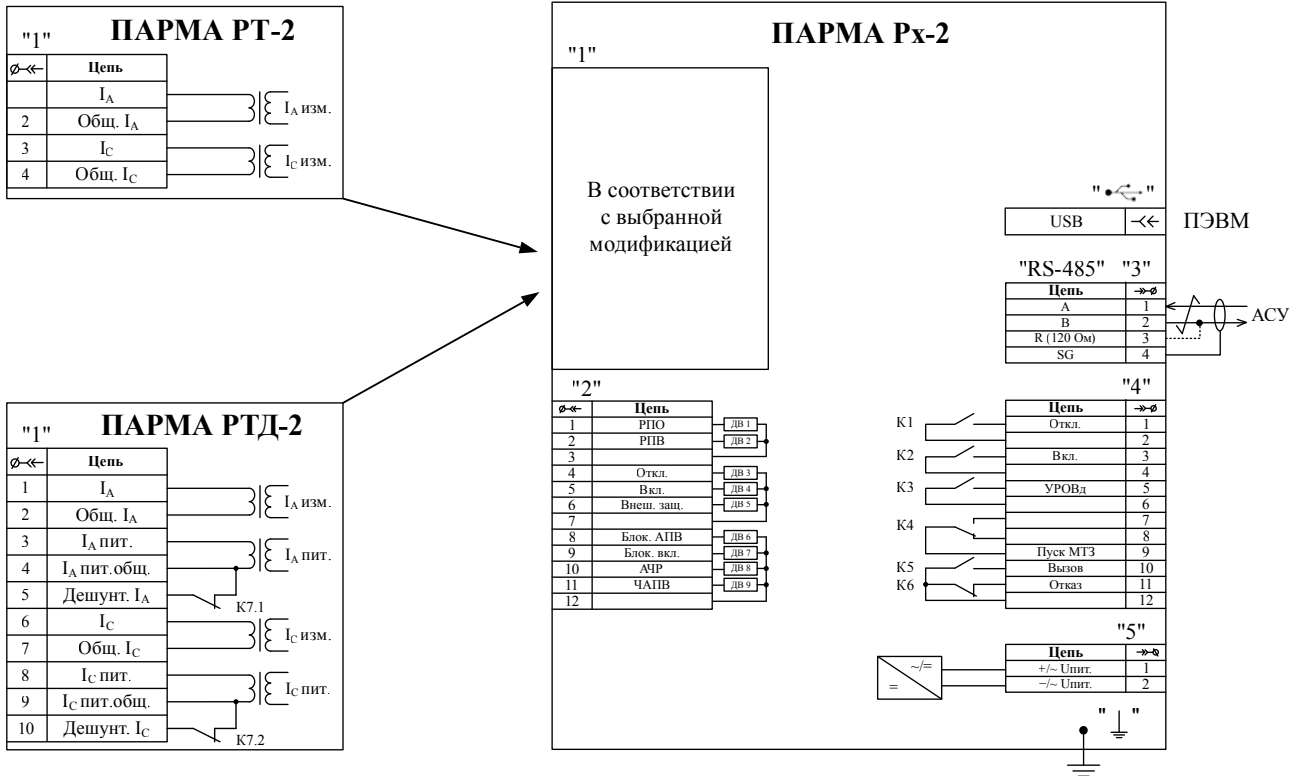 ПАРМА РТ-2
"1"
Цепь
IA
2 Общ. IA
3 IC
4 Общ. IC
IA изм.
IC изм.
ПАРМА РТД-2
"1"
Цепь
1 IA
2 Общ. IA
3 IA пит.
4 IA пит.общ.
5 Дешунт. IA
6 IC
7 Общ. IC
8 IC пит.
9 IC пит.общ.
10 Дешунт. IC
IA изм.
IA пит.
К7.1
IC изм.
IC пит.
К7.2
ПАРМА Рх-2
"1"
В соответствии
с выбранной
модификацией
"2"
Цепь
1 РПО ДВ 1
2 РПВ ДВ 2
3
4 Откл. ДВ 3
5 Вкл. ДВ 4
6 Внеш. защ. ДВ 5
7
8 Блок. АПВ ДВ 6
9 Блок. вкл. ДВ 7
10 АЧР ДВ 8
11 ЧАПВ ДВ 9
12
" "
USB ПЭВМ
"RS-485" "3"
Цепь
A 1
B 2
R (120 Ом) 3
SG 4
АСУ
"4"
Цепь
К1 Откл. 1
2
К2 Вкл. 3
4
К3 УРОВд 5
6
К4 7
8
Пуск МТЗ 9
К5 Вызов 10
К6 Отказ 11
12
"5"
Цепь
~/=
=
+/~ Uпит. 1
−/~ Uпит. 2
" "